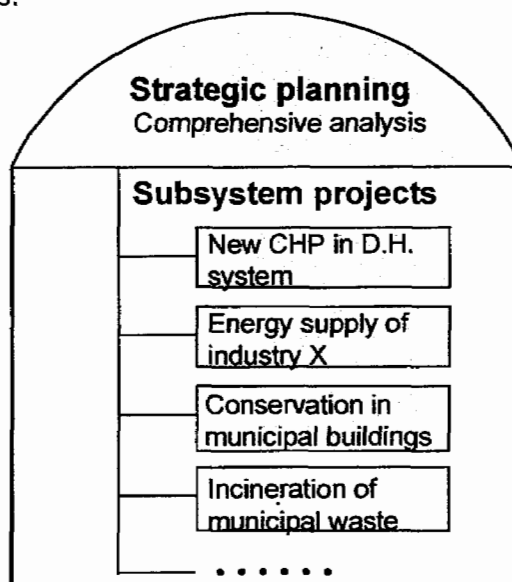 s.
Strategic planning
Comprehensive analysis
Subsystem projects
New CHP in D.H.
system
Energy supply of
industry X
Conservation in
municipal buildings
Incineration of
municipal waste
• • • • • •